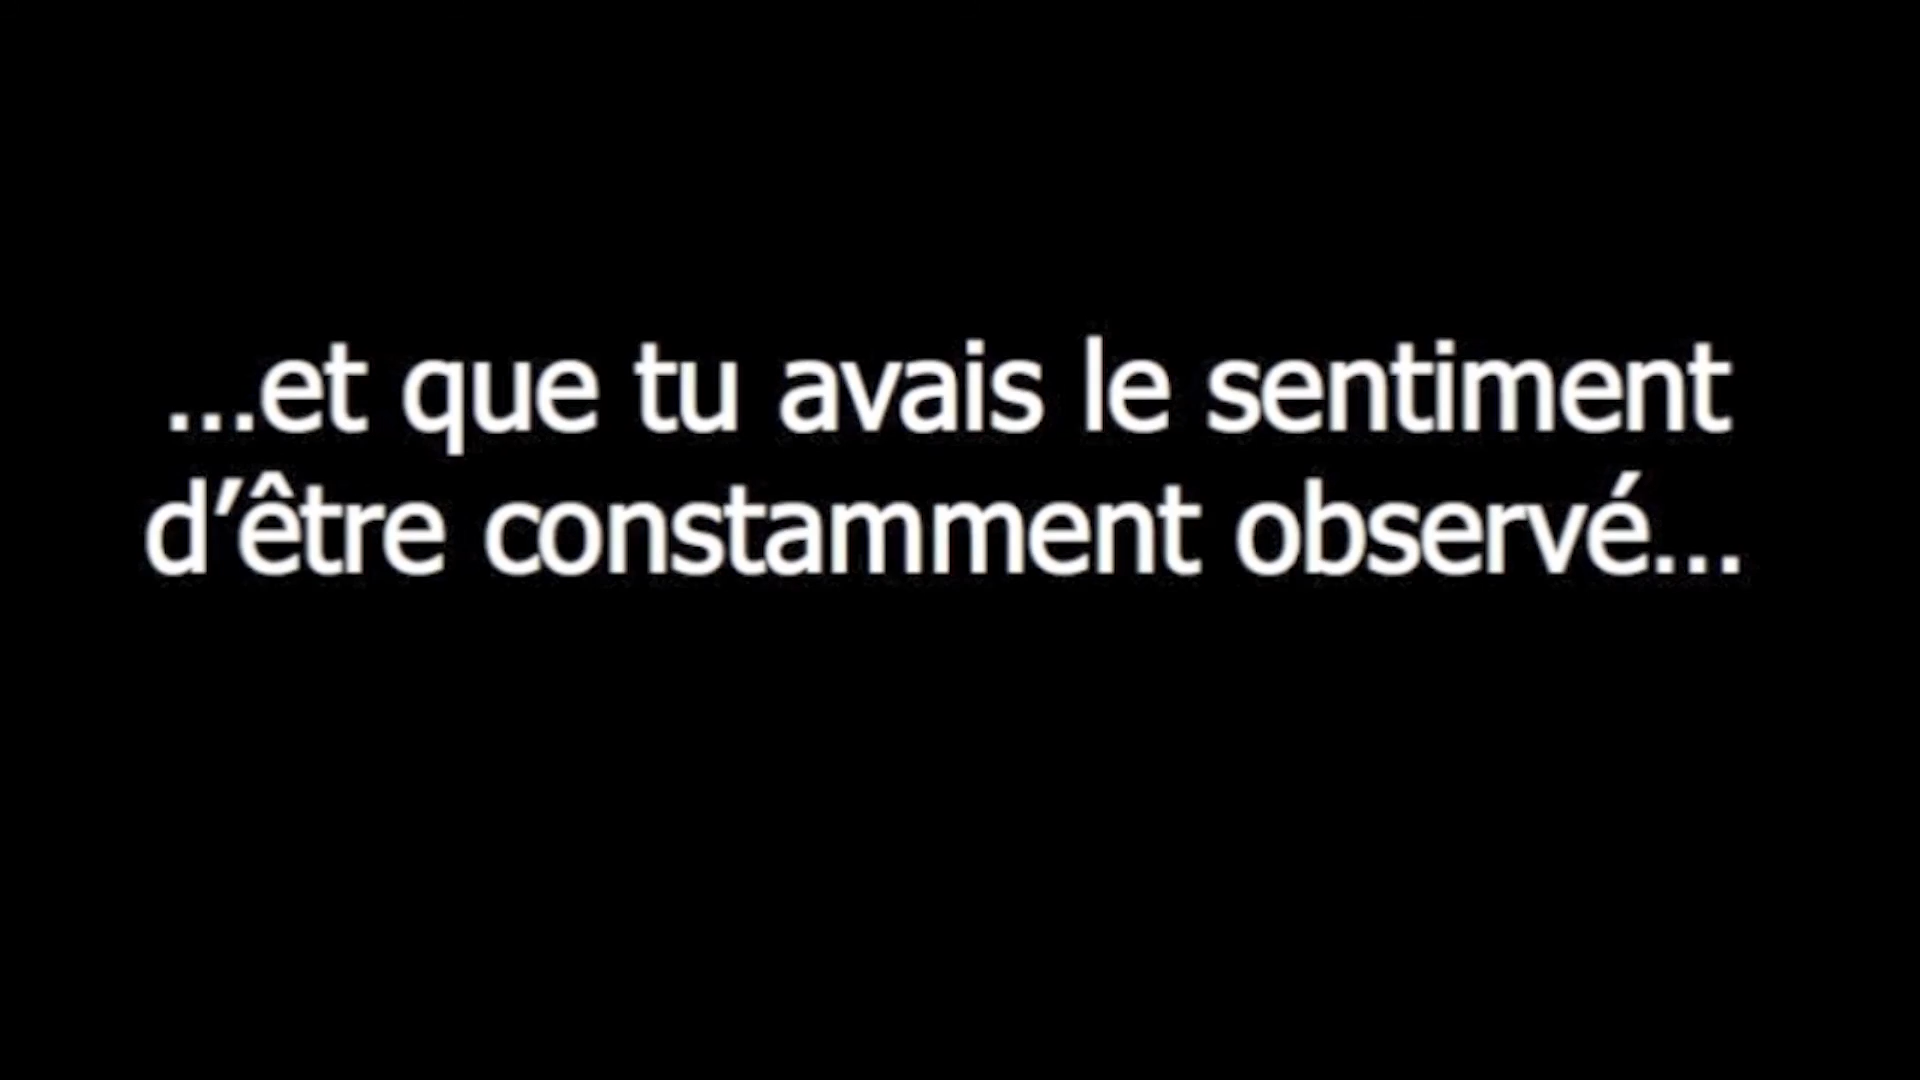 ...et que tu avais le sentiment
d'être constamment observé...